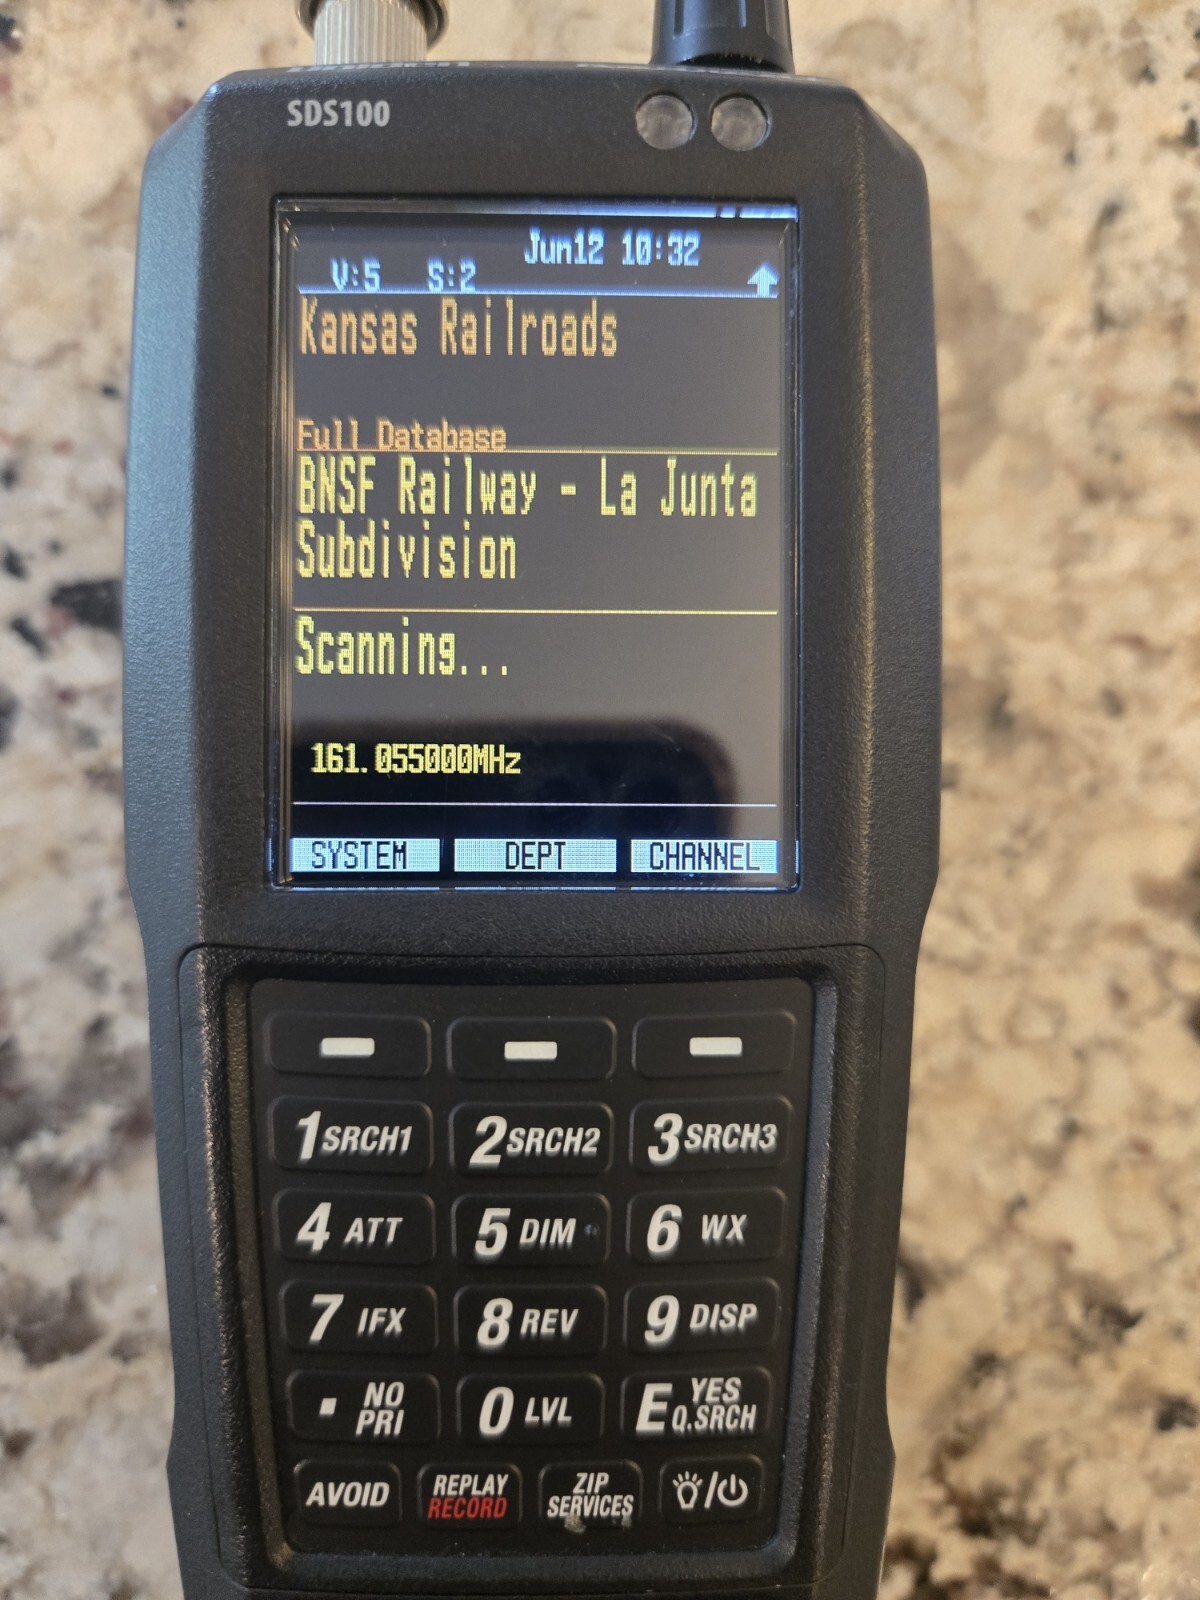 SDS100
Jun12 10:32
V:5 S:2
Kansas Railroads
Full Database
BNSF Railway - La Junta
Subdivision
Scanning...
161.055000MHz
SYSTEM DEPT CHANNEL
1 SRCH1 2 SRCH2 3 SRCH3
4 ATT 5 DIM 6 WX
7 IFX 8 REV 9 DISP
. NO PRI 0 LVL E YES Q.SRCH
AVOID REPLAY RECORD ZIP SERVICES